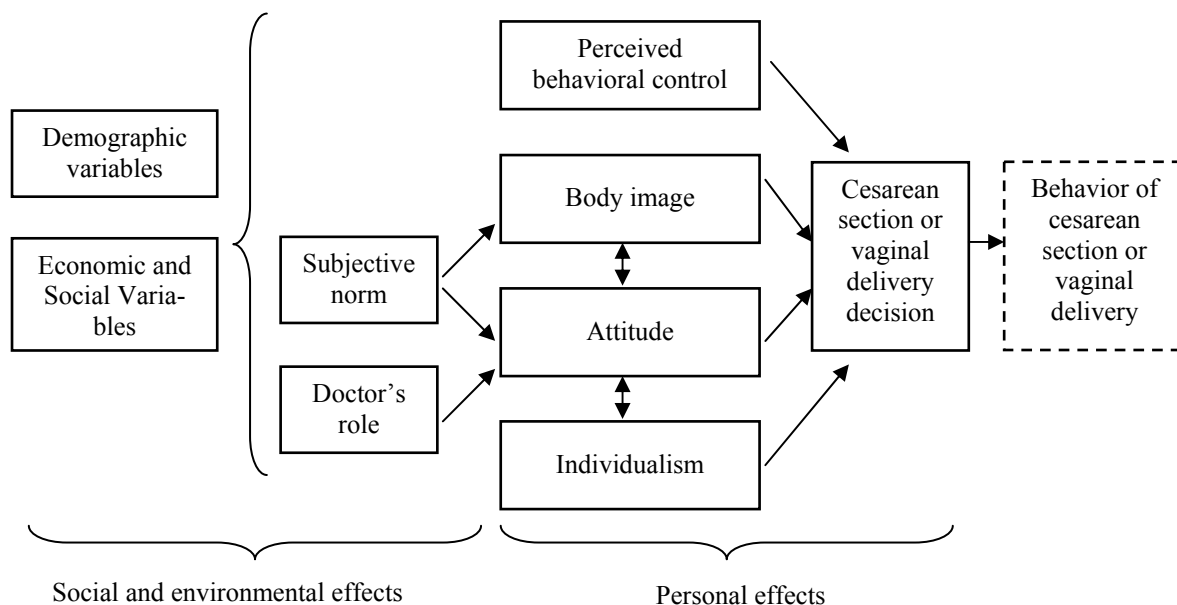 Demographic
variables
Economic and
Social Varia-
bles
Subjective
norm
Doctor's
role
Perceived
behavioral control
Body image
Attitude
Individualism
Cesarean
section or
vaginal
delivery
decision
Behavior of
cesarean
section or
vaginal
delivery
Social and environmental effects
Personal effects